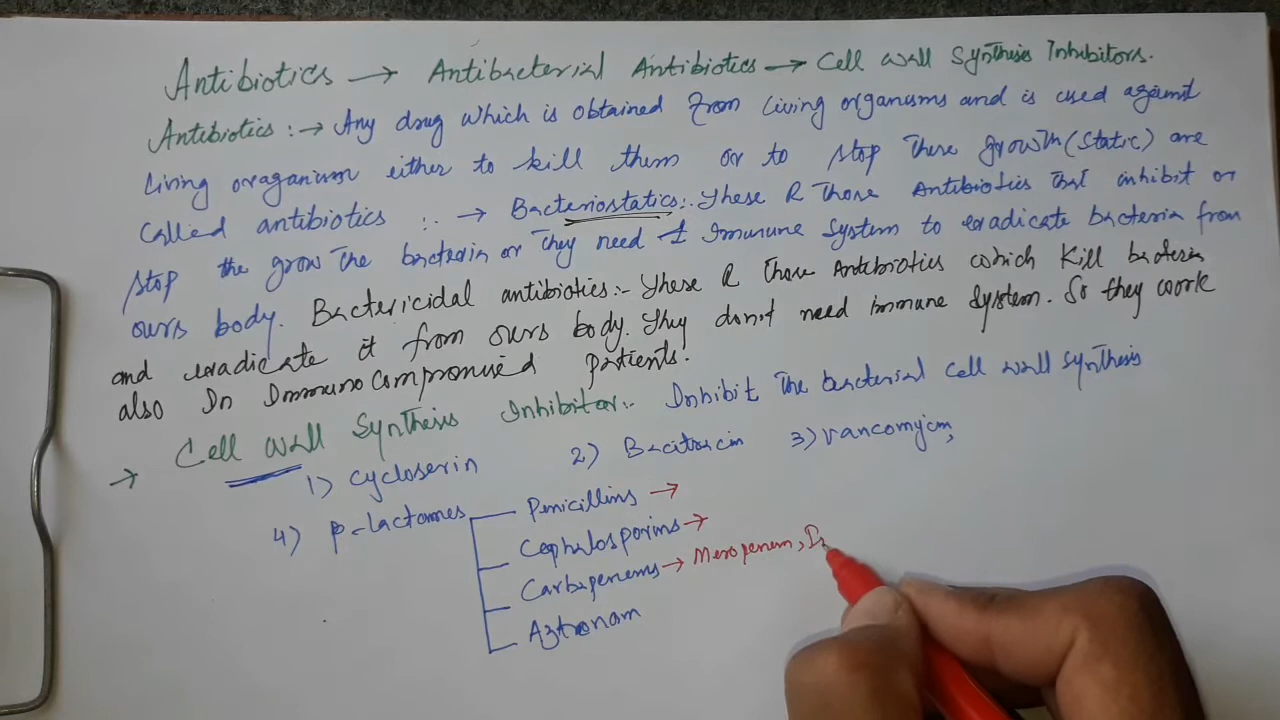 Antibiotics → Antibacterial Antibiotics → Cell wall Synthesis Inhibitors.
Antibiotics :→ Any drug which is obtained from living organisms and is used against
living oraganism either to kill them or to stop there growth (static) are
called antibiotics :. → Bacteriostatics:. These R those Antibiotics that inhibit or
stop the grow the bacteria or they need Immune system to eradicate bacteria from
ours body. Bactericidal antibiotics:- These R those Antibiotics which kill bacteria
and eradicate it from ours body. They donot need immune system. So they work
also In Immuno compromised patients.
→ Cell wall Synthesis Inhibitor:. Inhibit the bacterial cell wall synthesis
1) cycloserin 2) Bacitracin 3) vancomycin,
4) β-lactames
Penicillins →
Cephalosporins →
Carbapenems → Meropenem, I
Aztronam